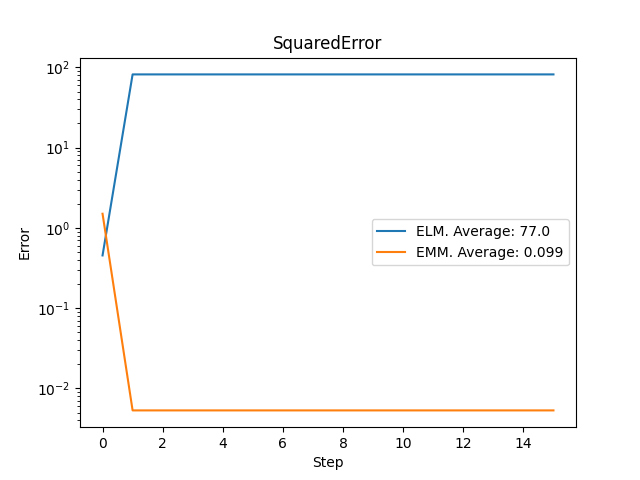 SquaredError
10²
10¹
10⁰
10⁻¹
10⁻²
Error
ELM. Average: 77.0
EMM. Average: 0.099
0 2 4 6 8 10 12 14
Step